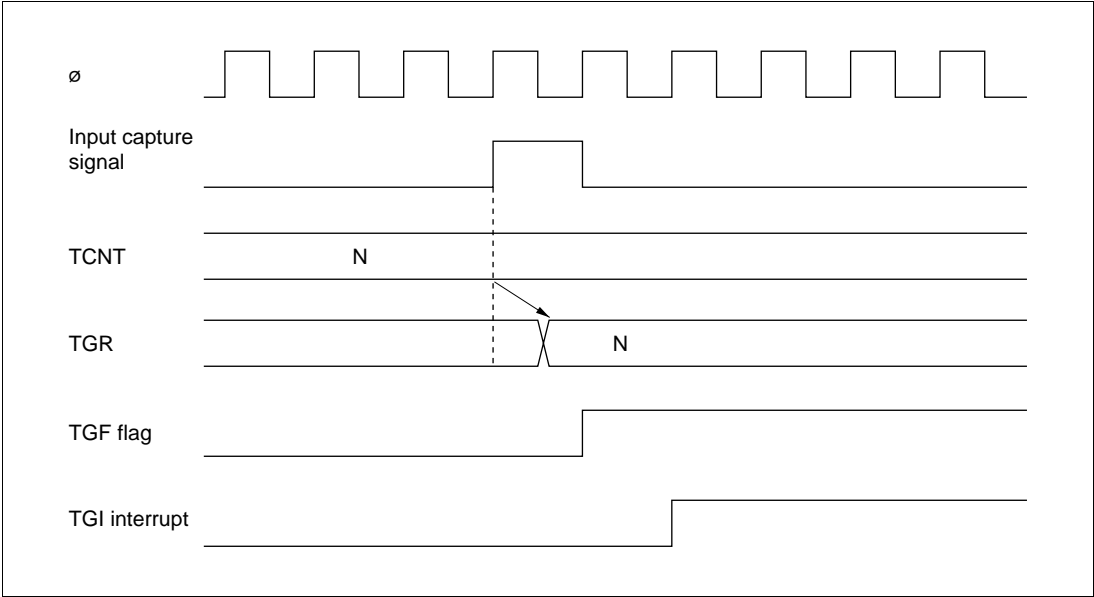 ø
Input capture
signal
TCNT
N
TGR
N
TGF flag
TGI interrupt